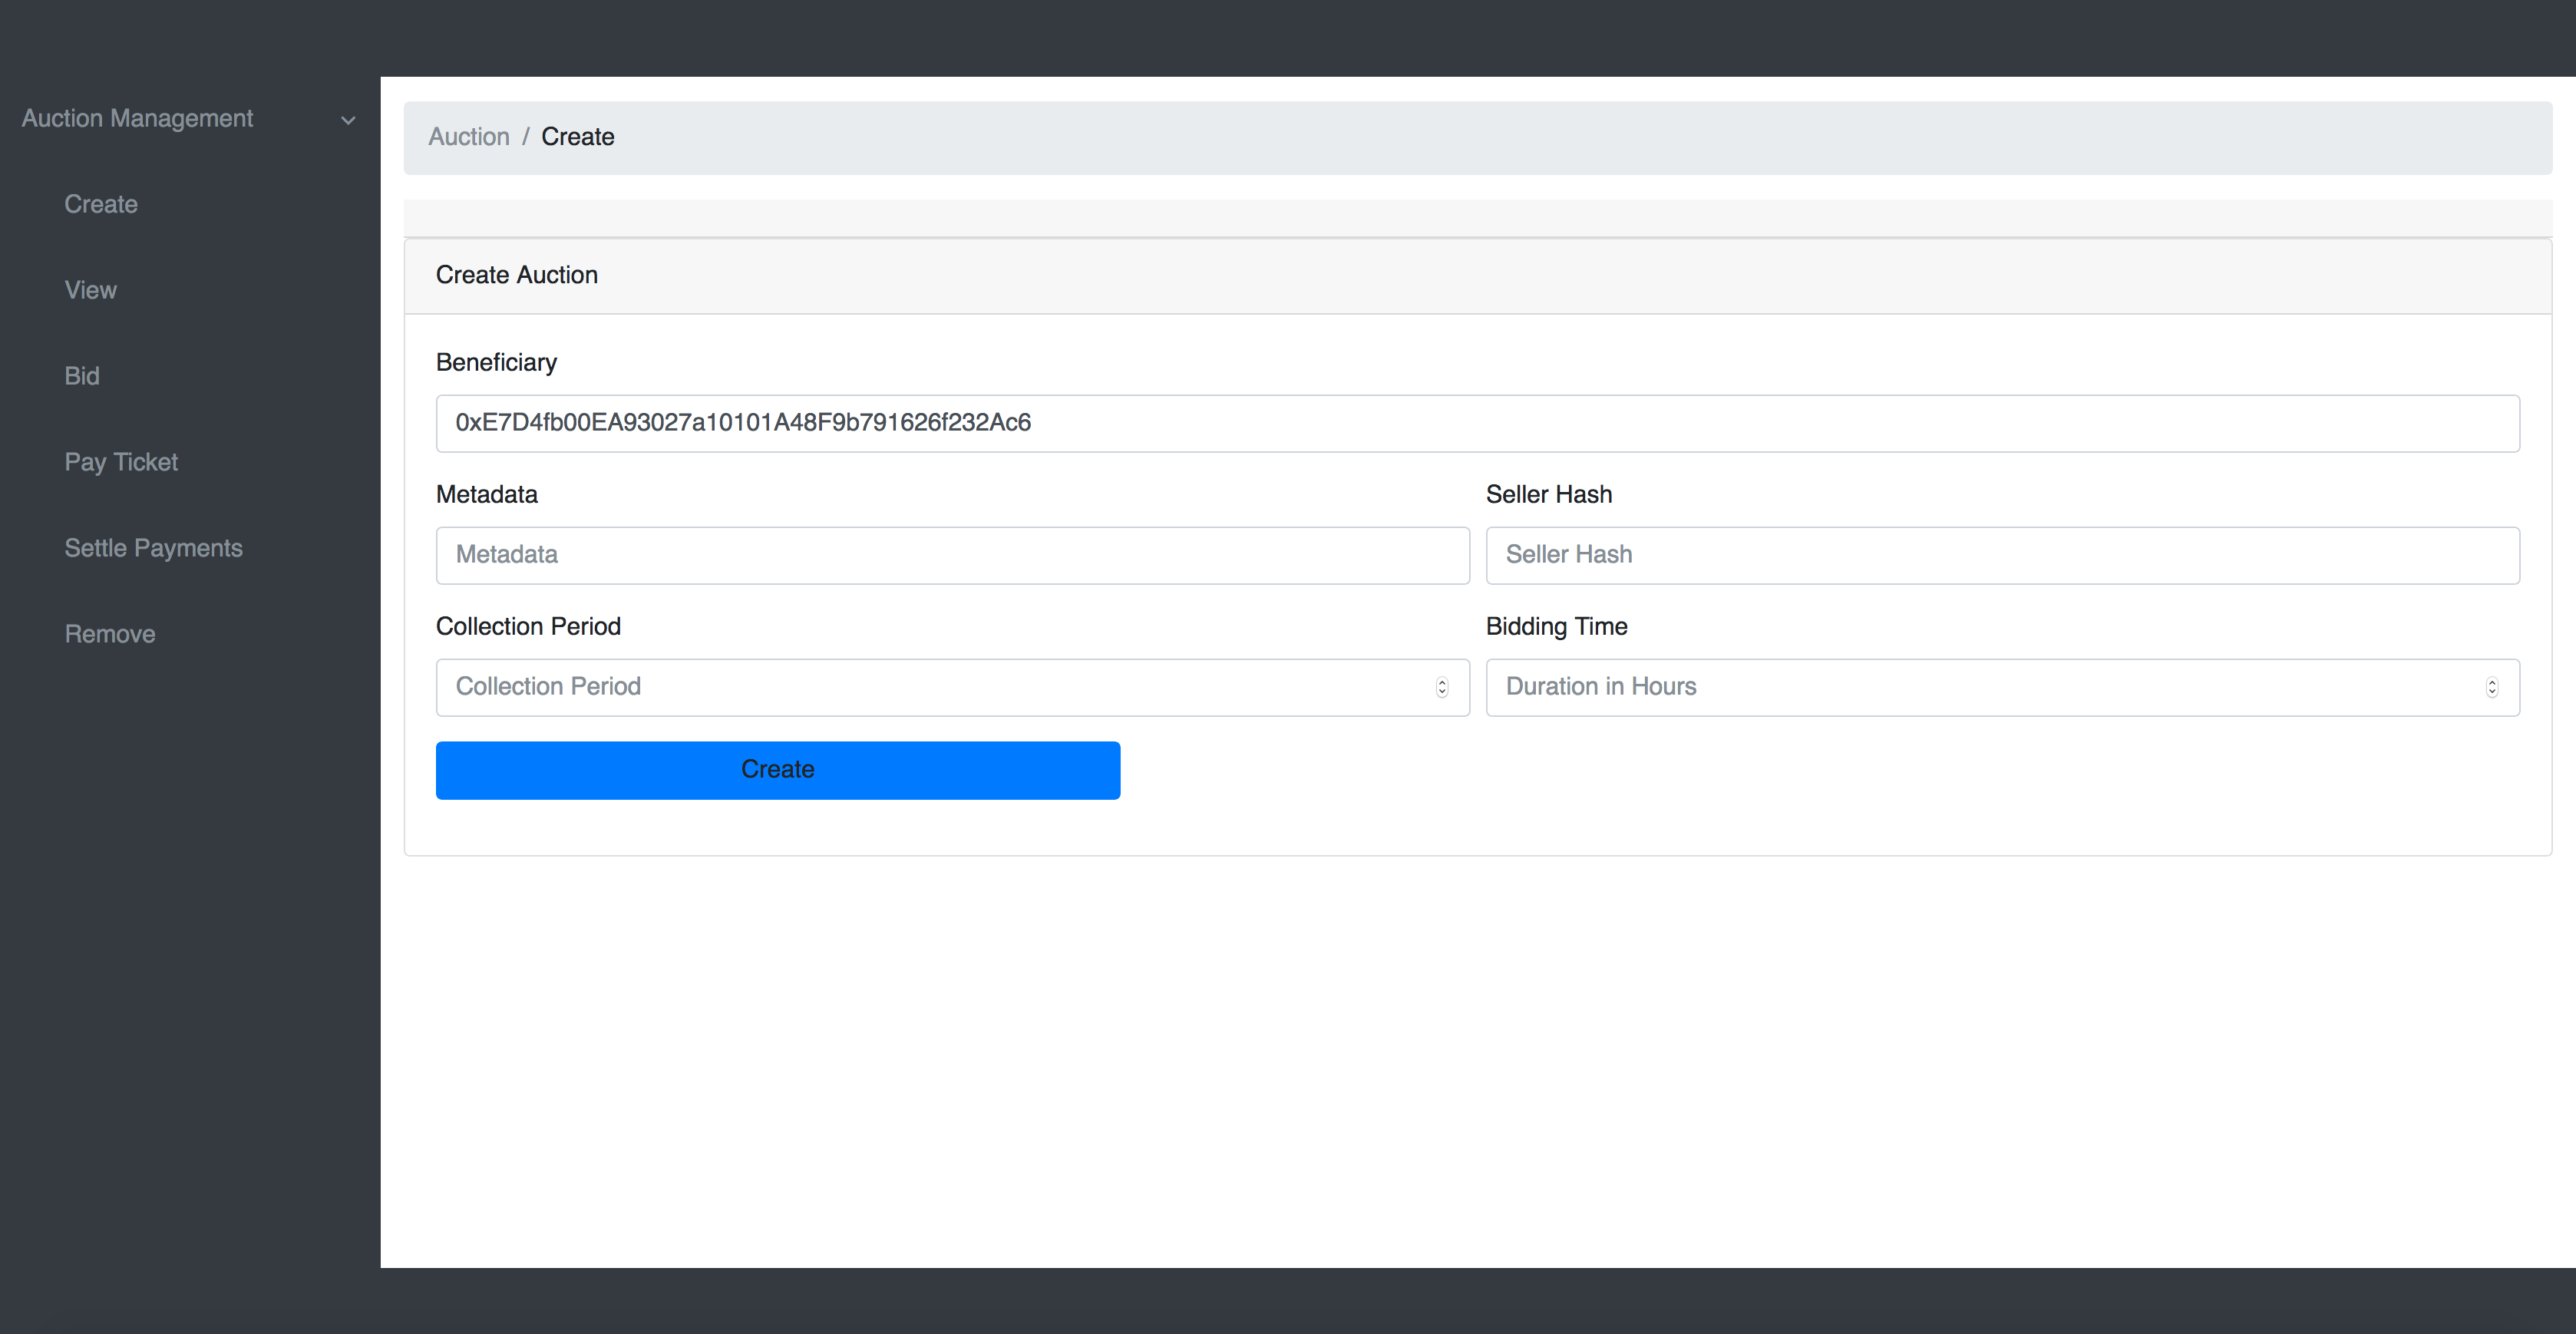 Auction Management
Create
View
Bid
Pay Ticket
Settle Payments
Remove
Auction / Create
Create Auction
Beneficiary
0xE7D4fb00EA93027a10101A48F9b791626f232Ac6
Metadata
Seller Hash
Metadata
Seller Hash
Collection Period
Bidding Time
Collection Period
Duration in Hours
Create